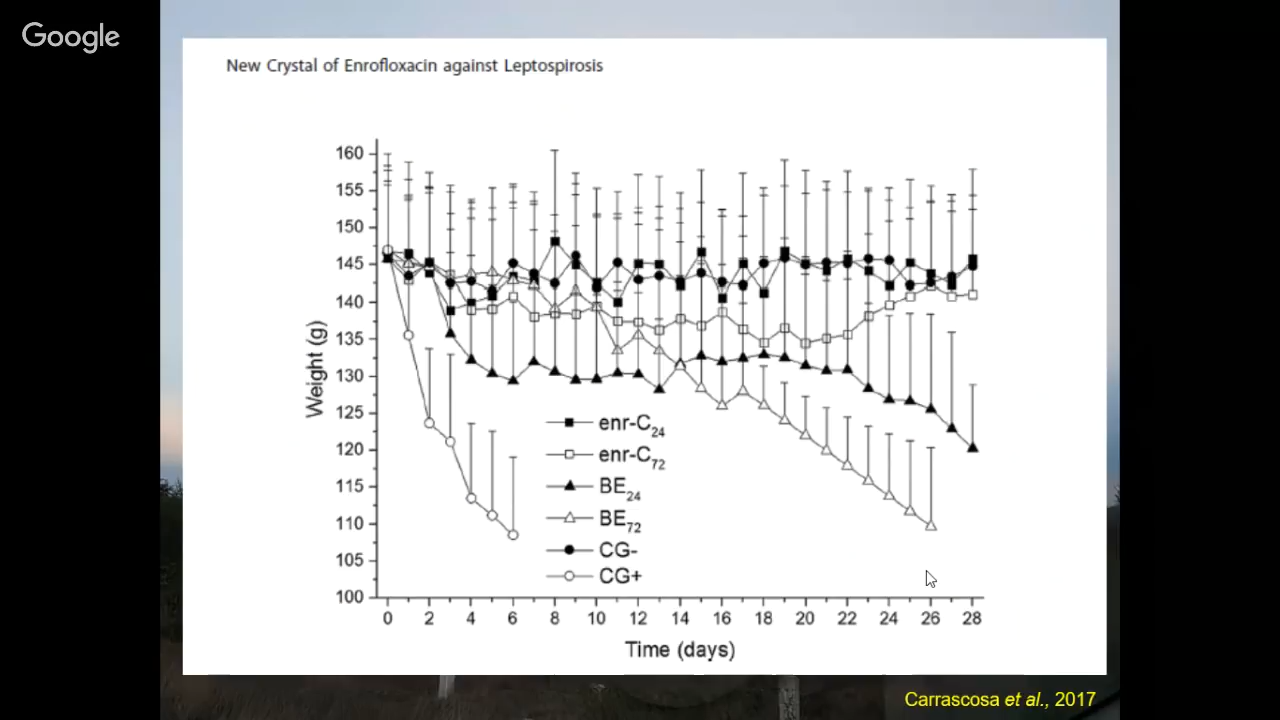 Google
New Crystal of Enrofloxacin against Leptospirosis
160
155
150
145
140
135
130
125
120
115
110
105
100
Weight (g)
enr-C24
enr-C72
BE24
BE72
CG-
CG+
0 2 4 6 8 10 12 14 16 18 20 22 24 26 28
Time (days)
Carrascosa et al., 2017